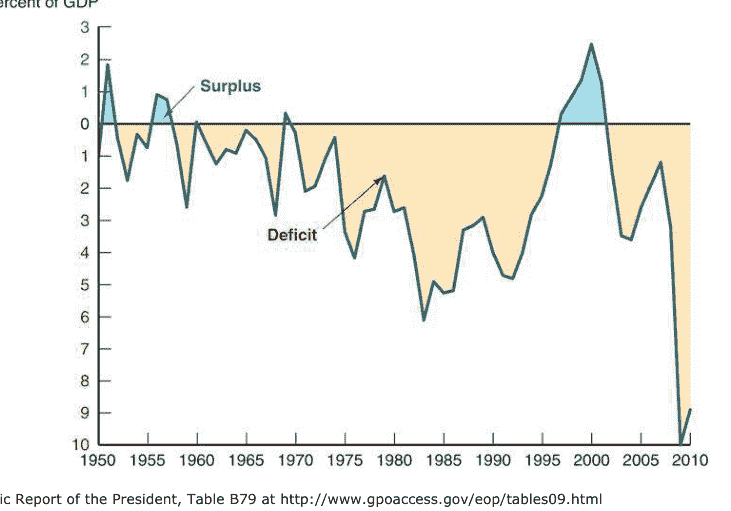 ercent of GDP
3
2
1
Surplus
0
1
2
3
Deficit
4
5
6
7
8
9
10
1950 1955 1960 1965 1970 1975 1980 1985 1990 1995 2000 2005 2010
ic Report of the President, Table B79 at http://www.gpoaccess.gov/eop/tables09.html